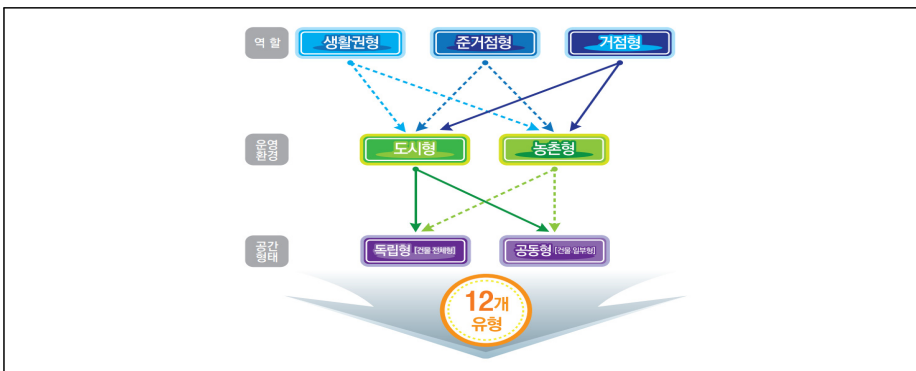 역 할
생활권형
준거점형
거점형
운영
환경
도시형
농촌형
공간
형태
독립형 [건물 전체형]
공동형 [건물 일부형]
12개
유형